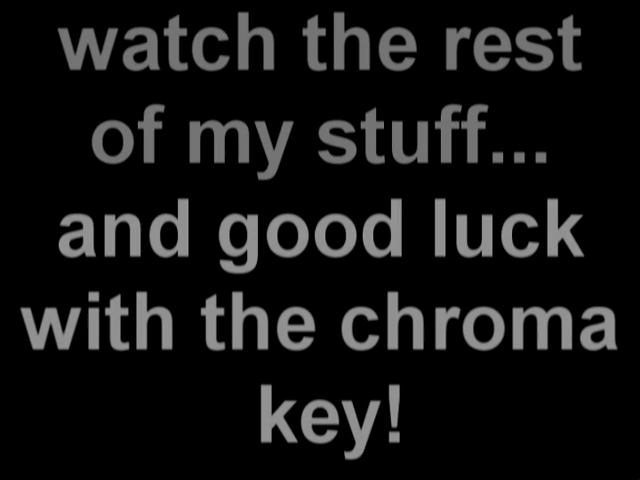 watch the rest
of my stuff...
and good luck
with the chroma
key!